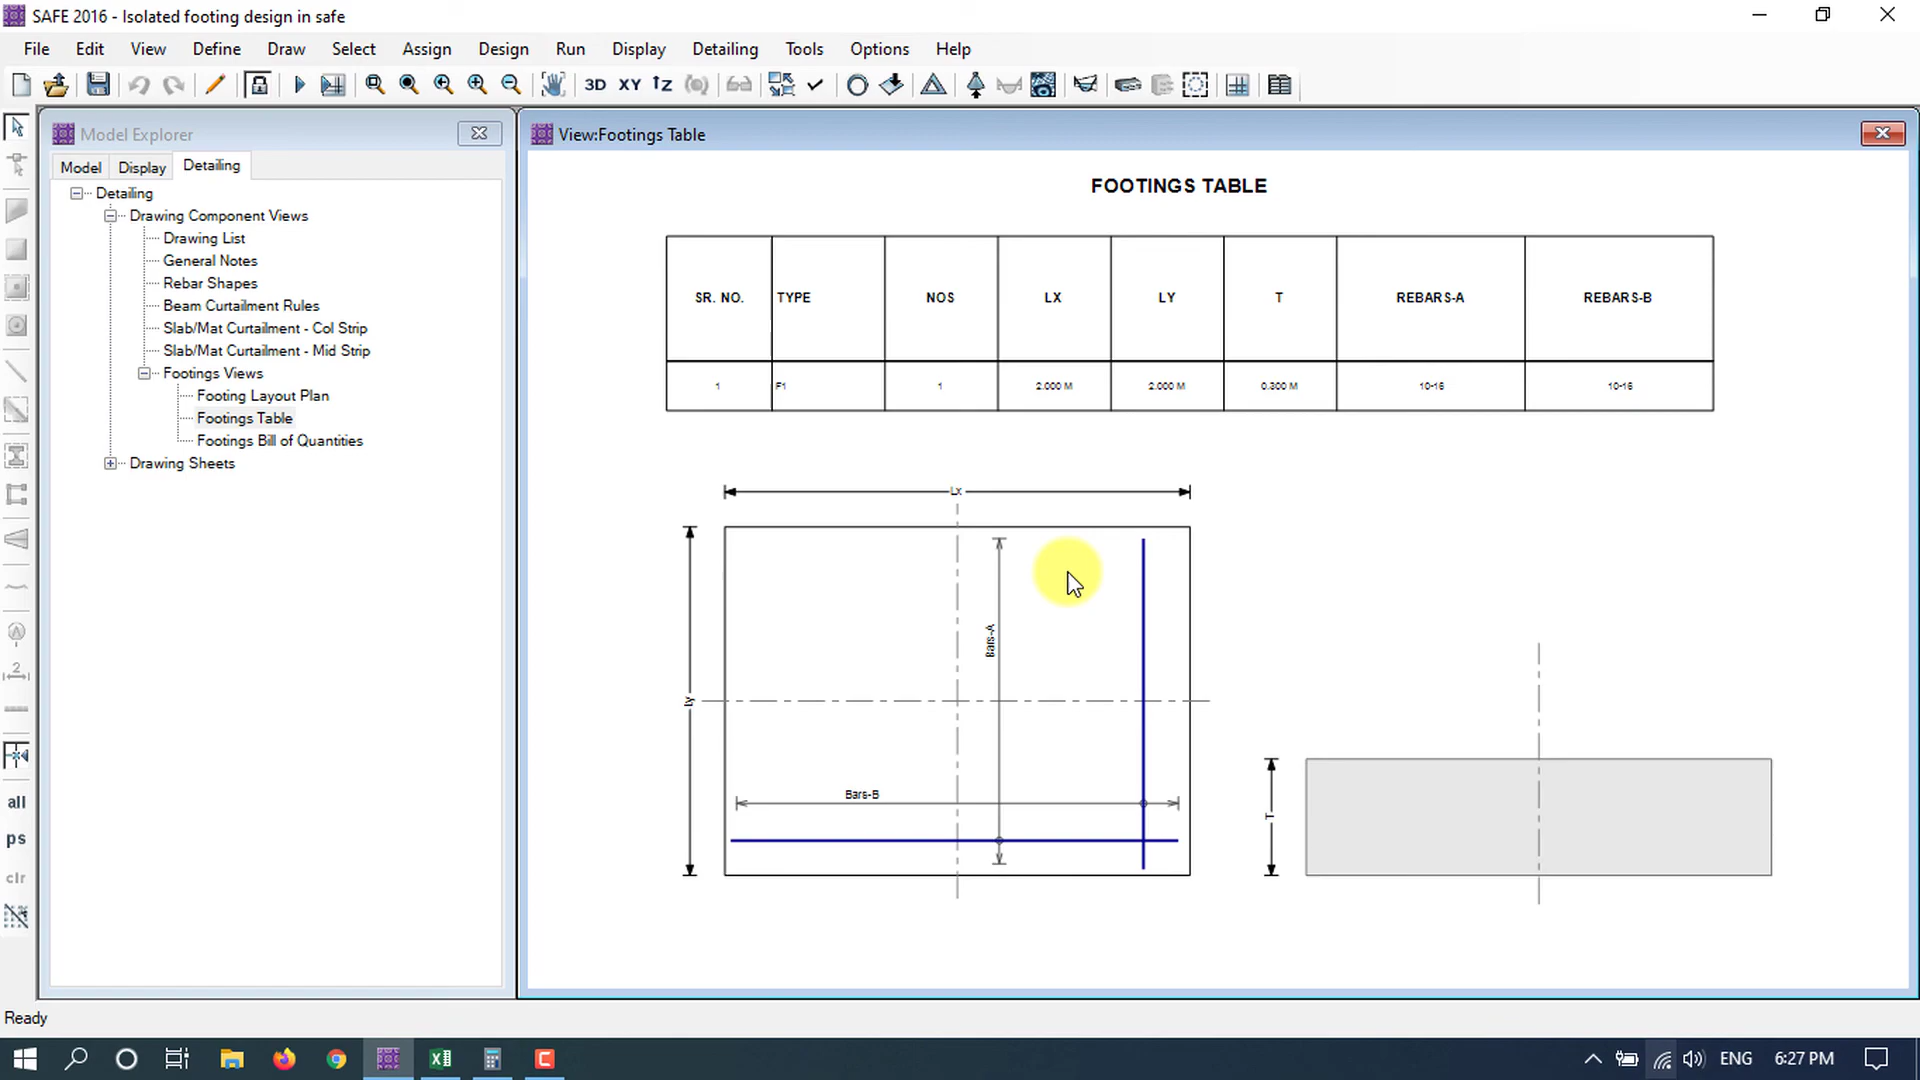 SAFE 2016 - Isolated footing design in safe
File Edit View Define Draw Select Assign Design Run Display Detailing Tools Options Help
3D XY
Model Explorer
View:Footings Table
Model Display Detailing
Detailing
Drawing Component Views
Drawing List
General Notes
Rebar Shapes
Beam Curtailment Rules
Slab/Mat Curtailment - Col Strip
Slab/Mat Curtailment - Mid Strip
Footings Views
Footing Layout Plan
Footings Table
Footings Bill of Quantities
Drawing Sheets
FOOTINGS TABLE
SR. NO. TYPE NOS LX LY T REBARS-A REBARS-B
1 F1 1 2.000 M 2.000 M 0.300 M 10-16 10-16
Lx
Ly
Bars-A
Bars-B
T
all
ps
clr
Ready
ENG 6:27 PM